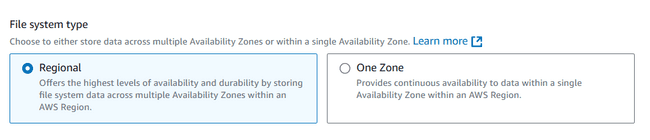 File system type
Choose to either store data across multiple Availability Zones or within a single Availability Zone. Learn more
Regional
Offers the highest levels of availability and durability by storing
file system data across multiple Availability Zones within an
AWS Region.
One Zone
Provides continuous availability to data within a single
Availability Zone within an AWS Region.